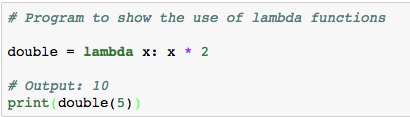 # Program to show the use of lambda functions
double = lambda x: x * 2
# Output: 10
print(double(5))